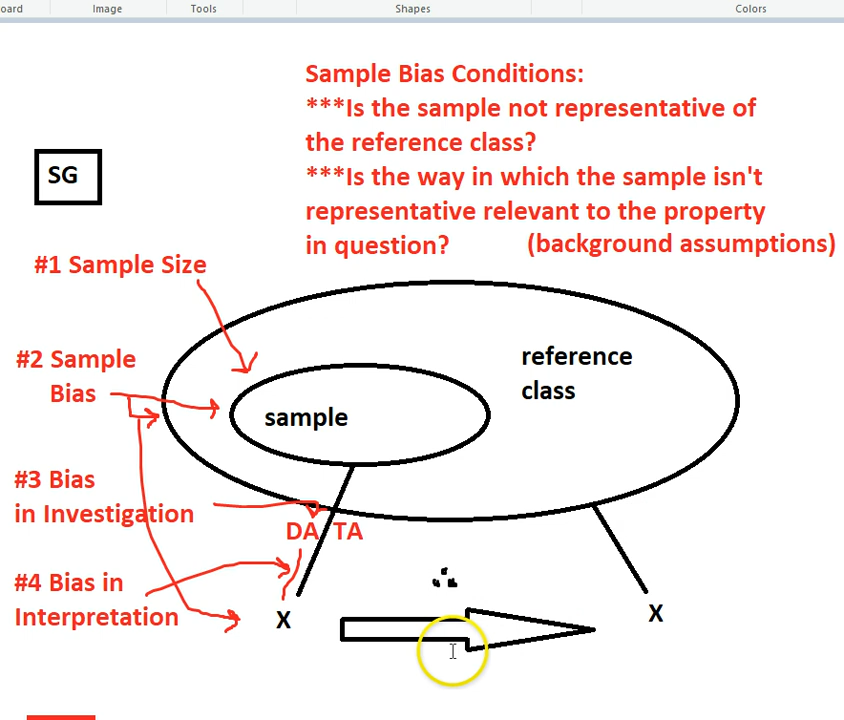 oard Image Tools Shapes Colors
Sample Bias Conditions:
***Is the sample not representative of
the reference class?
***Is the way in which the sample isn't
representative relevant to the property
in question? (background assumptions)
SG
#1 Sample Size
#2 Sample
Bias
reference
class
sample
#3 Bias
in Investigation
DA TA
#4 Bias in
Interpretation
X
X